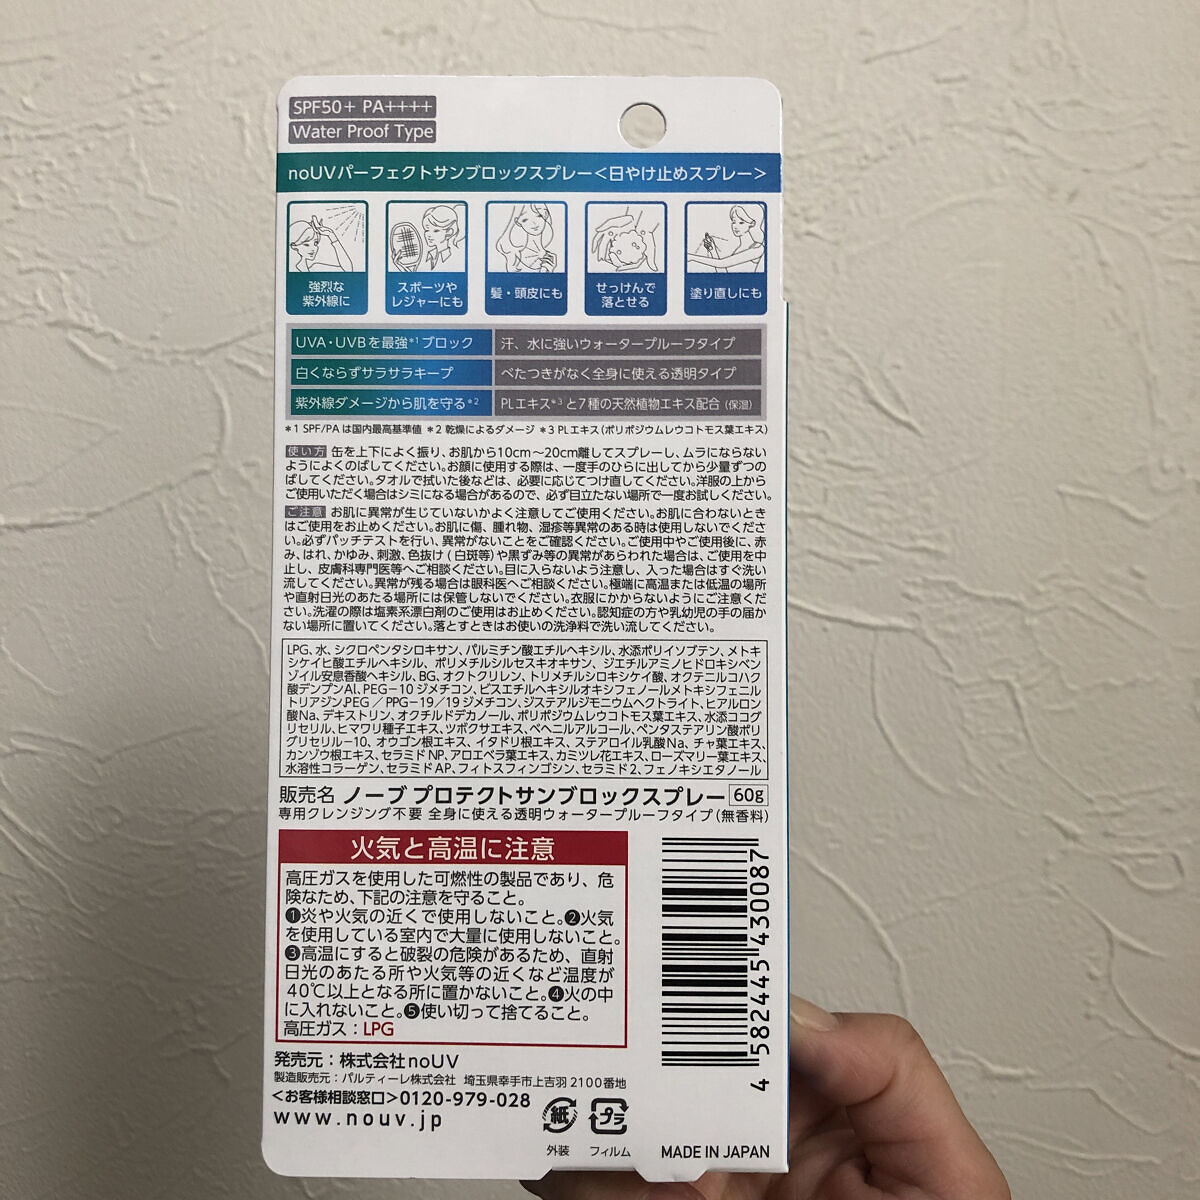 SPF50+ PA++++
Water Proof Type
noUVパーフェクトサンブロックスプレー<日やけ止めスプレー>
強烈な
紫外線に
スポーツや
レジャーにも
髪・頭皮にも
せっけんで
落とせる
塗り直しにも
UVA・UVBを最強*1ブロック
汗、水に強いウォータープルーフタイプ
白くならずサラサラキープ
べたつきがなく全身に使える透明タイプ
紫外線ダメージから肌を守る*2
PLエキス*3と7種の天然植物エキス配合(保湿)
*1 SPF/PAは国内最高基準値 *2 乾燥によるダメージ *3 PLエキス(ポリポジウムレウコトモス葉エキス)
使い方 缶を上下によく振り、お肌から10cm～20cm離してスプレーし、ムラにならない
ようによくのばしてください。お顔に使用する際は、一度手のひらに出してから少量ずつの
ばしてください。タオルで拭いた後などは、必要に応じてつけ直してください。洋服の上から
ご使用いただく場合はシミになる場合があるので、必ず目立たない場所で一度お試しください。
ご注意 お肌に異常が生じていないかよく注意してご使用ください。お肌に合わないとき
はご使用をお止めください。お肌に傷、腫れ物、湿疹等異常のある時は使用しないでくださ
い。必ずパッチテストを行い、異常がないことをご確認ください。ご使用中やご使用後に、赤
み、はれ、かゆみ、刺激、色抜け(白斑等)や黒ずみ等の異常があらわれた場合は、ご使用を中
止し、皮膚科専門医等へご相談ください。目に入らないよう注意し、入った場合はすぐ洗い
流してください。異常が残る場合は眼科医へご相談ください。極端に高温または低温の場所
や直射日光のあたる場所には保管しないでください。衣服にかからないようにご注意くださ
い。洗濯の際は塩素系漂白剤のご使用はお止めください。認知症の方や乳幼児の手の届か
ない場所に置いてください。落とすときはお使いの洗浄料で洗い流してください。
LPG、水、シクロペンタシロキサン、パルミチン酸エチルヘキシル、水添ポリイソブテン、メトキ
シケイヒ酸エチルヘキシル、ポリメチルシルセスキオキサン、ジエチルアミノヒドロキシベン
ゾイル安息香酸ヘキシル、BG、オクトクリレン、トリメチルシロキシケイ酸、オクテニルコハク
酸デンプンAl、PEG－10ジメチコン、ビスエチルヘキシルオキシフェノールメトキシフェニル
トリアジン、PEG／PPG－19／19ジメチコン、ジステアルジモニウムヘクトライト、ヒアルロン
酸Na、デキストリン、オクチルドデカノール、ポリポジウムレウコトモス葉エキス、水添ココグ
リセリル、ヒマワリ種子エキス、ツボクサエキス、ベヘニルアルコール、ペンタステアリン酸ポリ
グリセリル－10、オウゴン根エキス、イタドリ根エキス、ステアロイル乳酸Na、チャ葉エキス、
カンゾウ根エキス、セラミドNP、アロエベラ葉エキス、カミツレ花エキス、ローズマリー葉エキス、
水溶性コラーゲン、セラミドAP、フィトスフィンゴシン、セラミド2、フェノキシエタノール
販売名 ノーブ プロテクトサンブロックスプレー 60g
専用クレンジング不要 全身に使える透明ウォータープルーフタイプ(無香料)
火気と高温に注意
高圧ガスを使用した可燃性の製品であり、危
険なため、下記の注意を守ること。
❶炎や火気の近くで使用しないこと。❷火気
を使用している室内で大量に使用しないこと。
❸高温にすると破裂の危険があるため、直射
日光のあたる所や火気等の近くなど温度が
40℃以上となる所に置かないこと。❹火の中
に入れないこと。❺使い切って捨てること。
高圧ガス：LPG
4 582445 430087
発売元：株式会社noUV
製造販売元：パルティーレ株式会社 埼玉県幸手市上吉羽2100番地
<お客様相談窓口>0120-979-028
www.nouv.jp
紙
外装
プラ
フィルム
MADE IN JAPAN